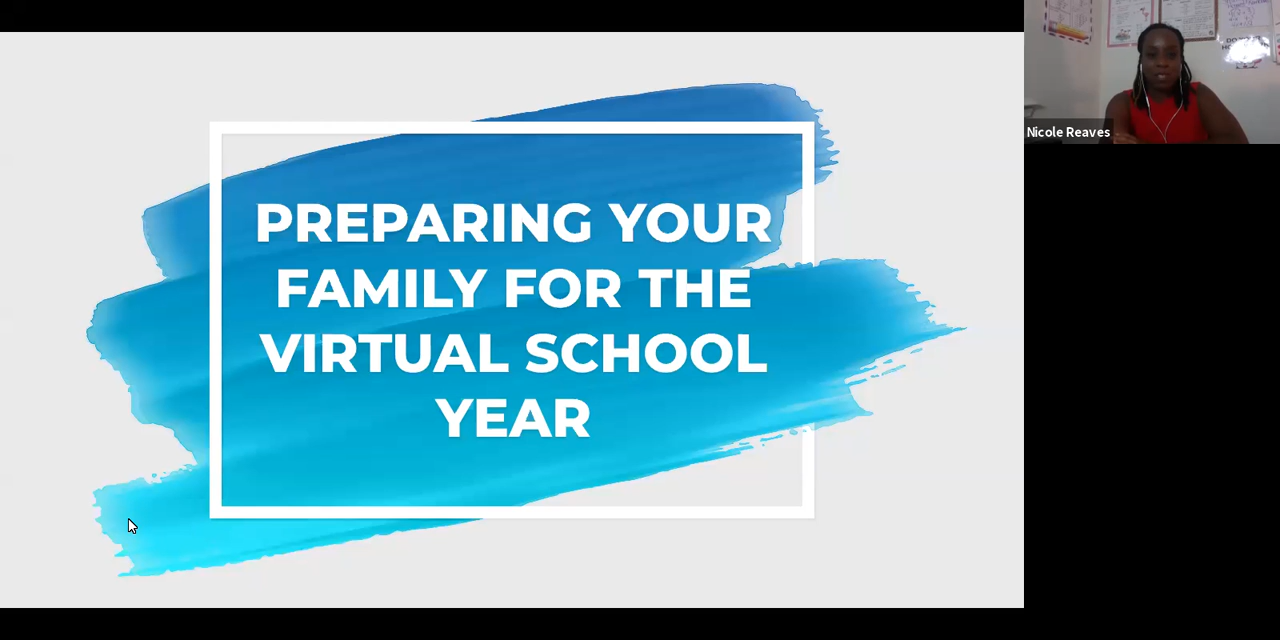 PREPARING YOUR
FAMILY FOR THE
VIRTUAL SCHOOL
YEAR
Nicole Reaves